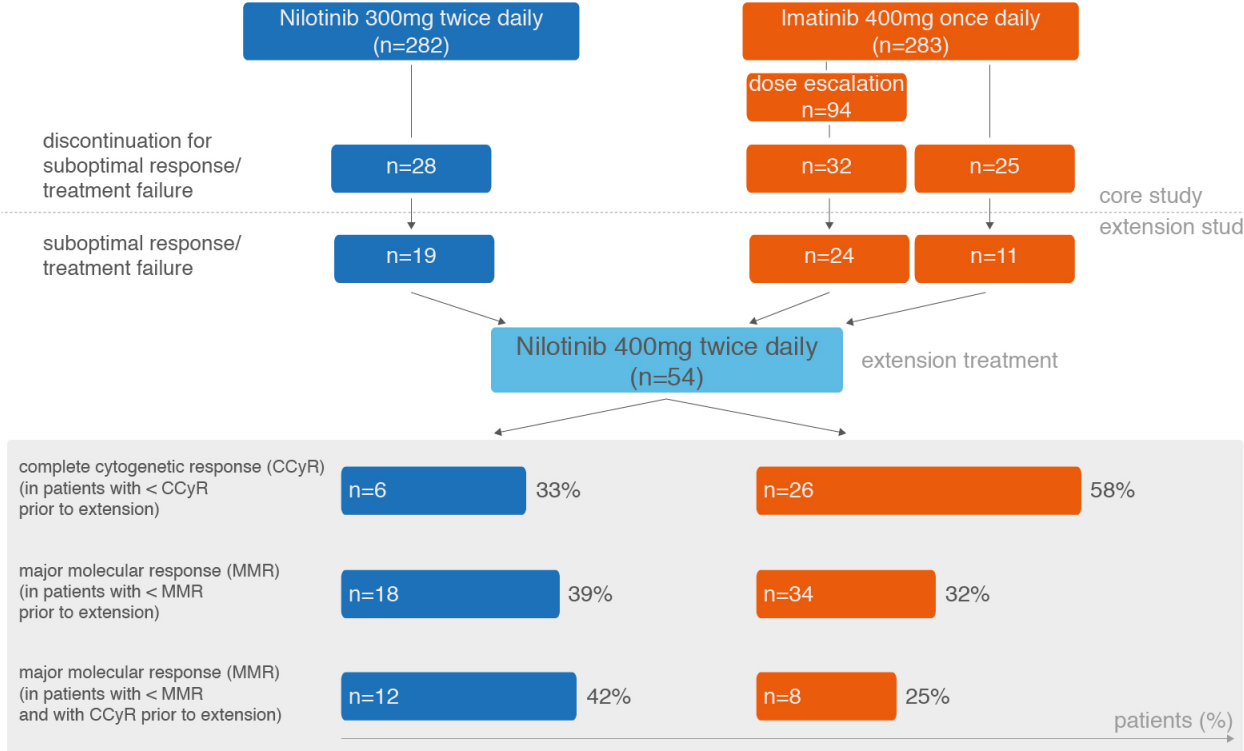 Nilotinib 300mg twice daily
(n=282)
Imatinib 400mg once daily
(n=283)
dose escalation
n=94
discontinuation for
suboptimal response/
treatment failure
n=28
n=32
n=25
core study
extension stud
suboptimal response/
treatment failure
n=19
n=24
n=11
Nilotinib 400mg twice daily
(n=54)
extension treatment
complete cytogenetic response (CCyR)
(in patients with < CCyR
prior to extension)
n=6
33%
n=26
58%
major molecular response (MMR)
(in patients with < MMR
prior to extension)
n=18
39%
n=34
32%
major molecular response (MMR)
(in patients with < MMR
and with CCyR prior to extension)
n=12
42%
n=8
25%
patients (%)